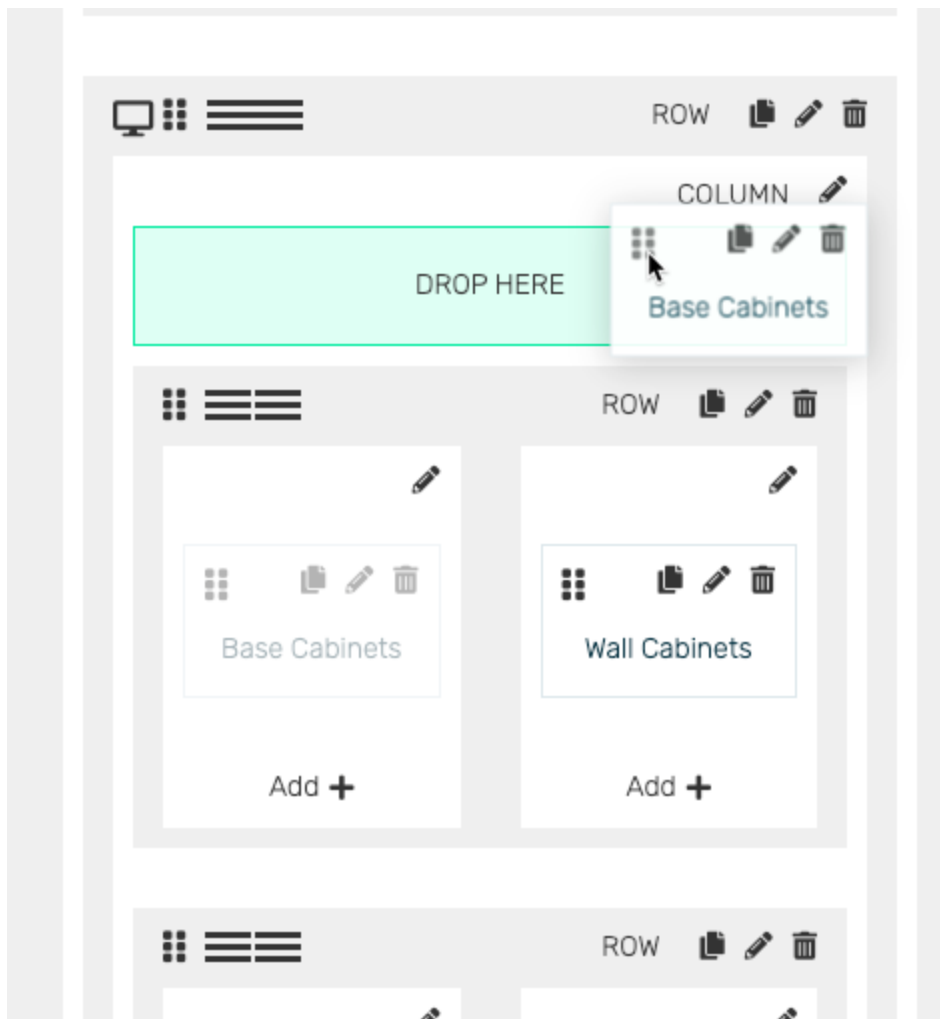 ROW
COLUMN
DROP HERE
Base Cabinets
ROW
Base Cabinets
Wall Cabinets
Add
Add
ROW